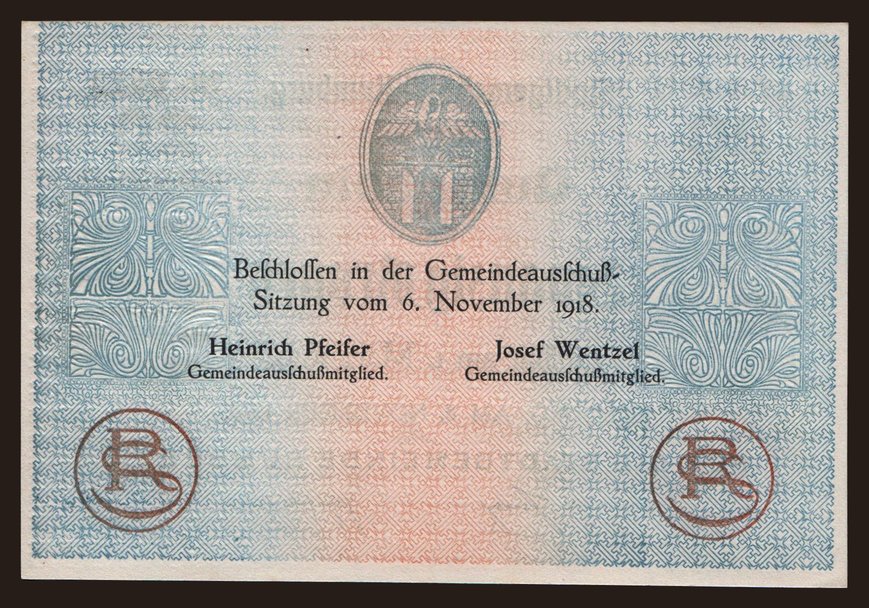 Beſchloſſen in der Gemeindeausſchuß-
Sitzung vom 6. November 1918.
Heinrich Pfeifer
Gemeindeausſchußmitglied.
Josef Wentzel
Gemeindeausſchußmitglied.